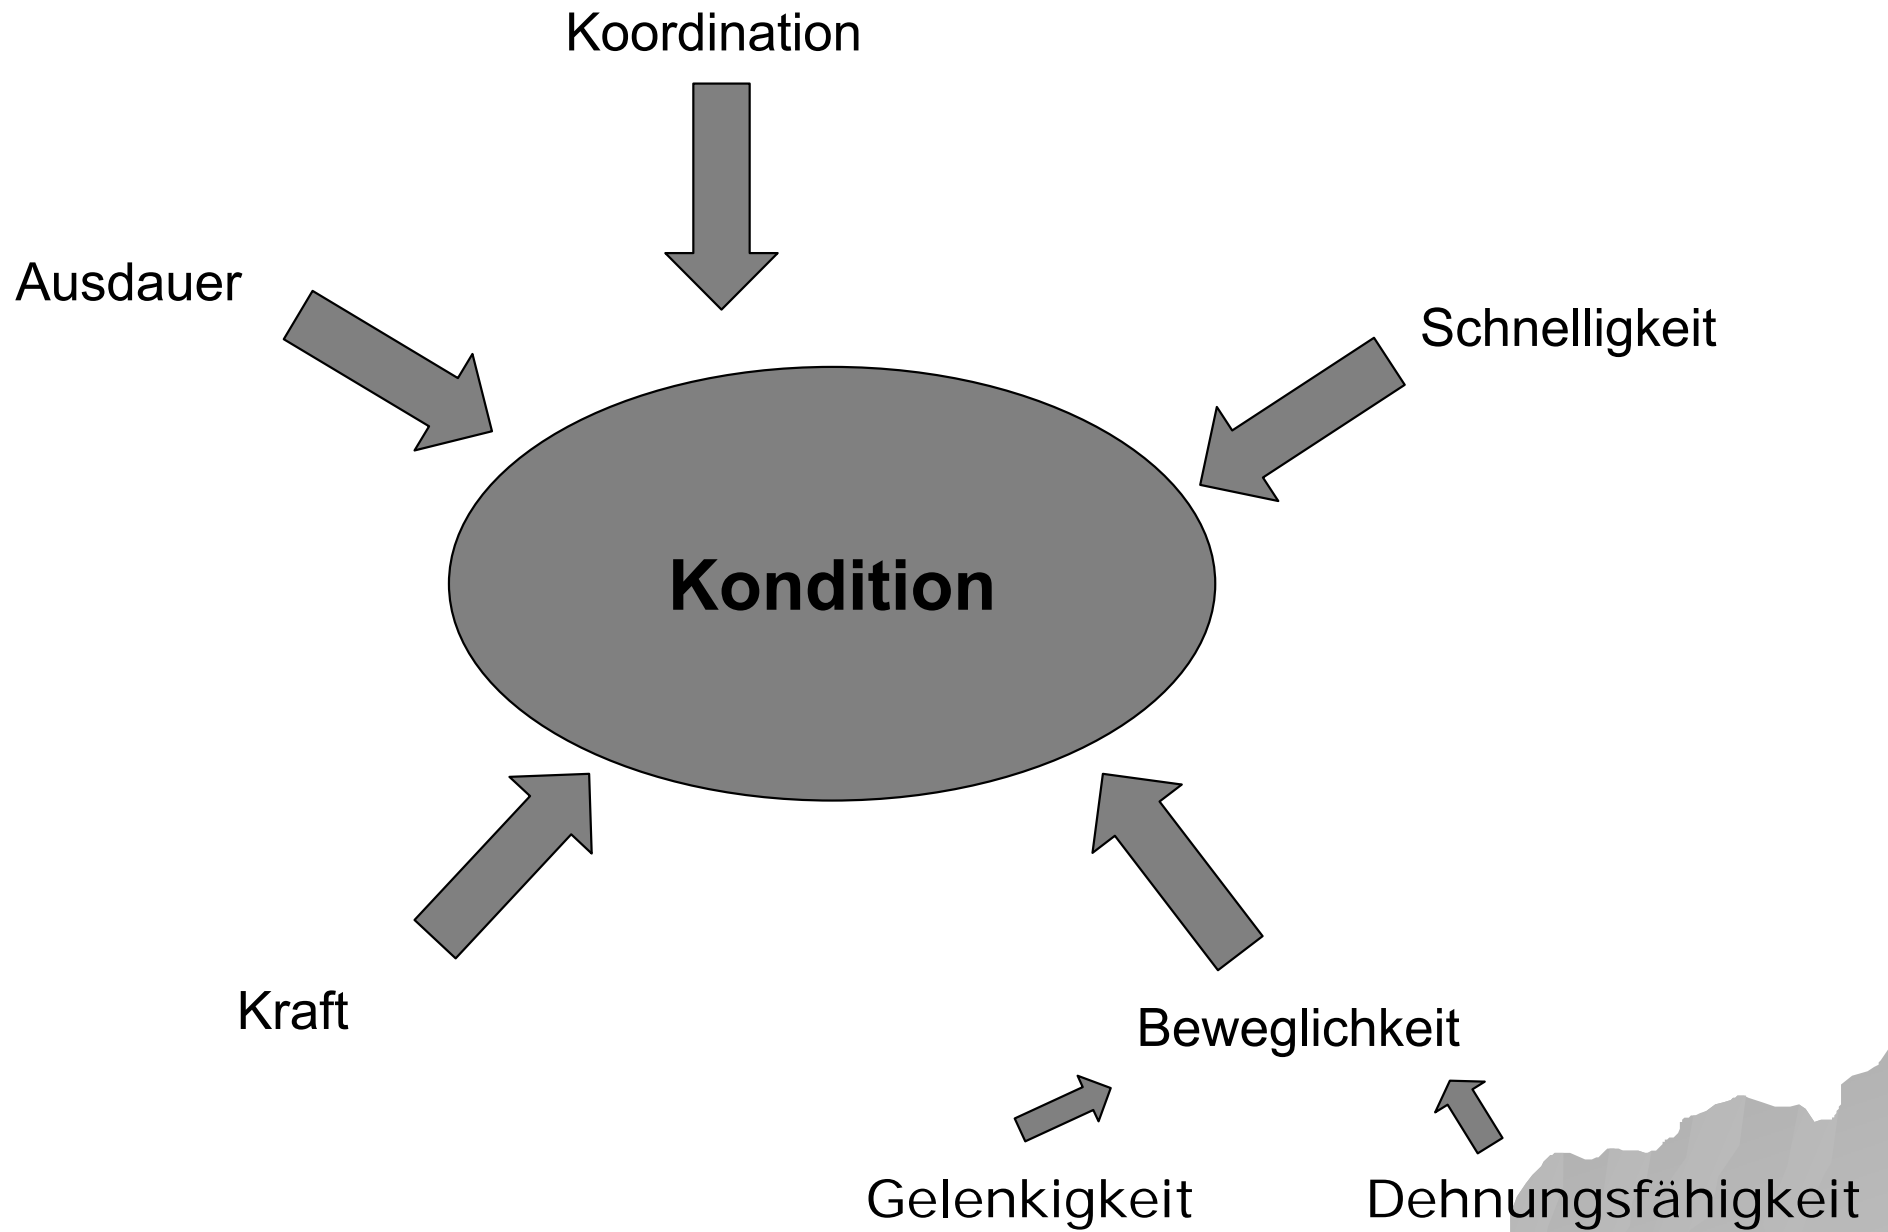 Koordination
Ausdauer
Schnelligkeit
Kondition
Kraft
Beweglichkeit
Gelenkigkeit
Dehnungsfähigkeit